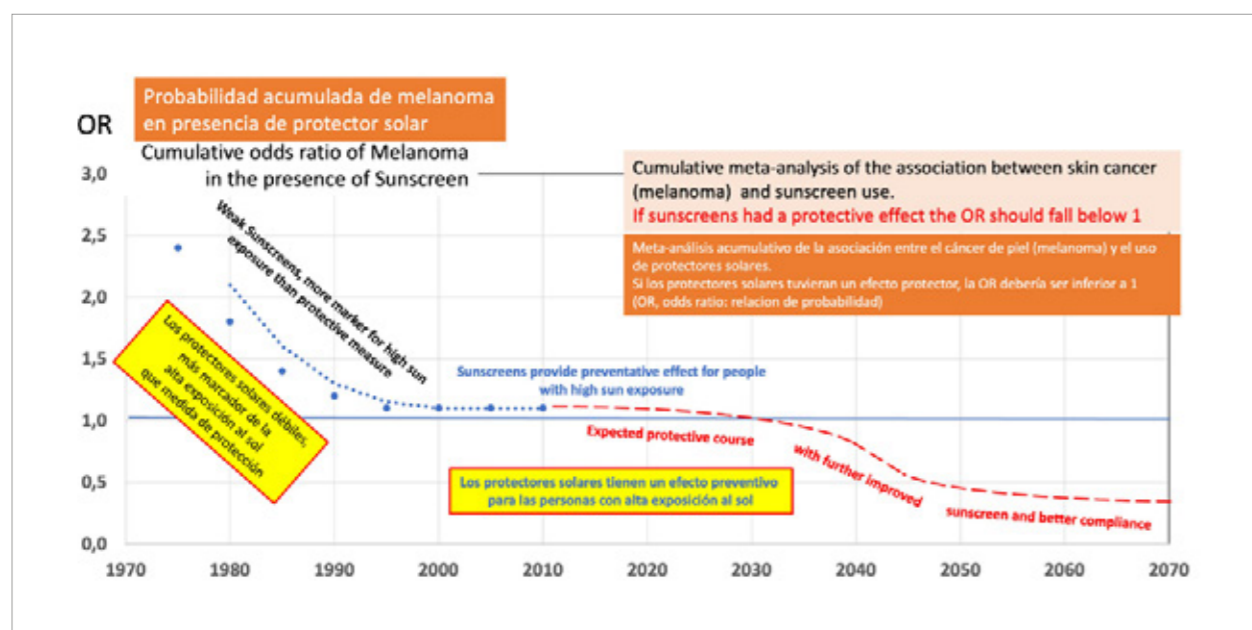 Probabilidad acumulada de melanoma
en presencia de protector solar
OR
Cumulative odds ratio of Melanoma
in the presence of Sunscreen
Cumulative meta-analysis of the association between skin cancer
(melanoma) and sunscreen use.
If sunscreens had a protective effect the OR should fall below 1
Meta-análisis acumulativo de la asociación entre el cáncer de piel (melanoma) y el uso
de protectores solares.
Si los protectores solares tuvieran un efecto protector, la OR debería ser inferior a 1
(OR, odds ratio: relacion de probabilidad)
3,0
2,5
2,0
1,5
1,0
0,5
0,0
Weak Sunscreens, more marker for high sun
exposure than protective measure
Los protectores solares débiles,
más marcador de la
alta exposición al sol
que medida de protección
Sunscreens provide preventative effect for people
with high sun exposure
Expected protective course
with further improved
sunscreen and better compliance
Los protectores solares tienen un efecto preventivo
para las personas con alta exposición al sol
1970 1980 1990 2000 2010 2020 2030 2040 2050 2060 2070